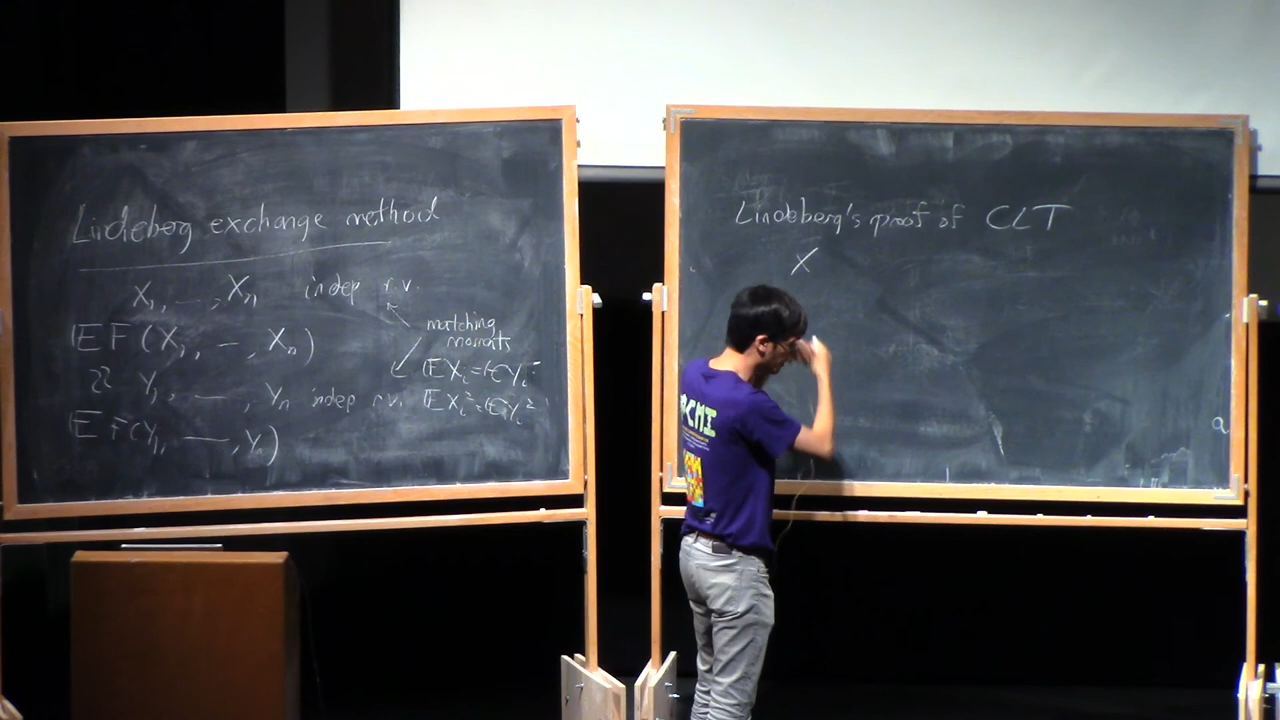 Lindeberg exchange method
X₁, —, Xₙ indep r.v.
matching moments
𝔼F(X₁, —, Xₙ)
𝔼Xᵢ = 𝔼Yᵢ
≈ Y₁, —, Yₙ indep r.v. 𝔼Xᵢ² = 𝔼Yᵢ²
𝔼F(Y₁, —, Yₙ)
Lindeberg's proof of CLT
X
a
PCMI